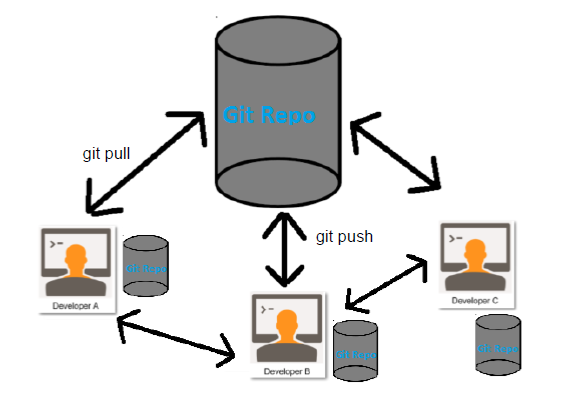 Git Repo
git pull
git push
>-
Git Repo
Developer A
>-
Developer C
>-
Git Repo
Developer B
Git Repo